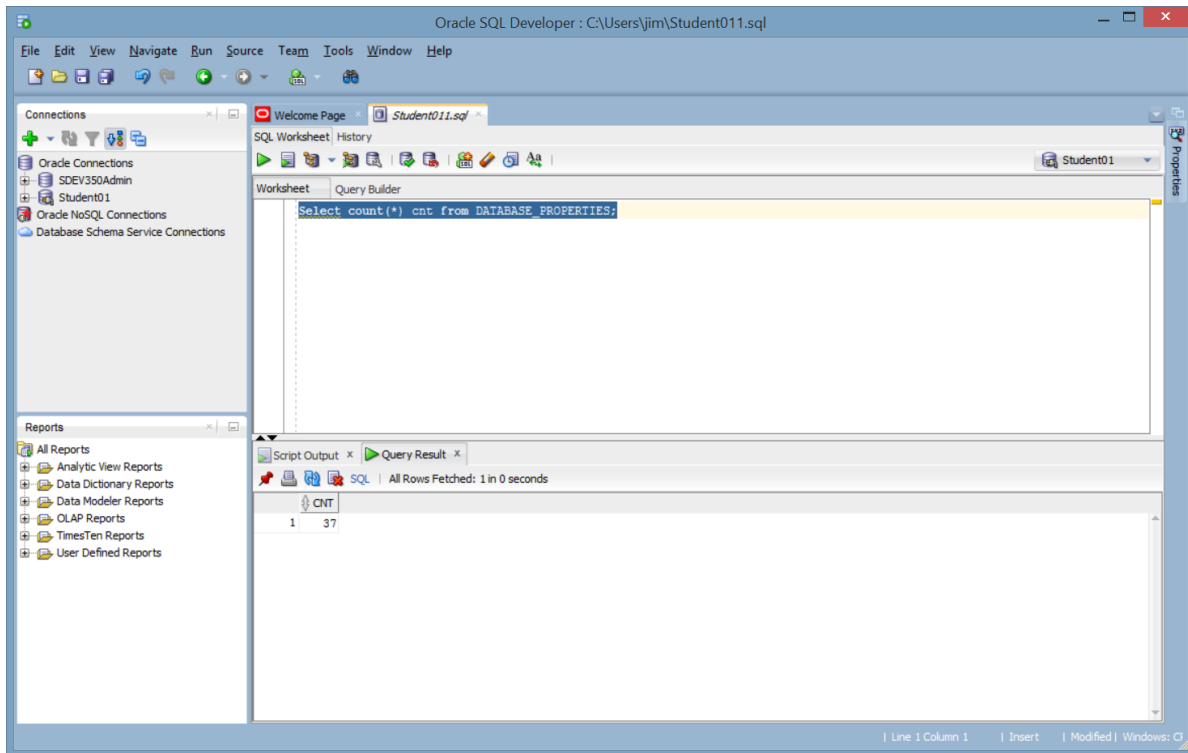 Oracle SQL Developer : C:\Users\jim\Student011.sql
File Edit View Navigate Run Source Team Tools Window Help
Connections
Oracle Connections
SDEV350Admin
Student01
Oracle NoSQL Connections
Database Schema Service Connections
Reports
All Reports
Analytic View Reports
Data Dictionary Reports
Data Modeler Reports
OLAP Reports
TimesTen Reports
User Defined Reports
Welcome Page
Student011.sql
SQL Worksheet History
Student01
Worksheet Query Builder
Select count(*) cnt from DATABASE_PROPERTIES;
Script Output x Query Result x
SQL | All Rows Fetched: 1 in 0 seconds
CNT
1 37
Properties
| Line 1 Column 1 | Insert | Modified | Windows: